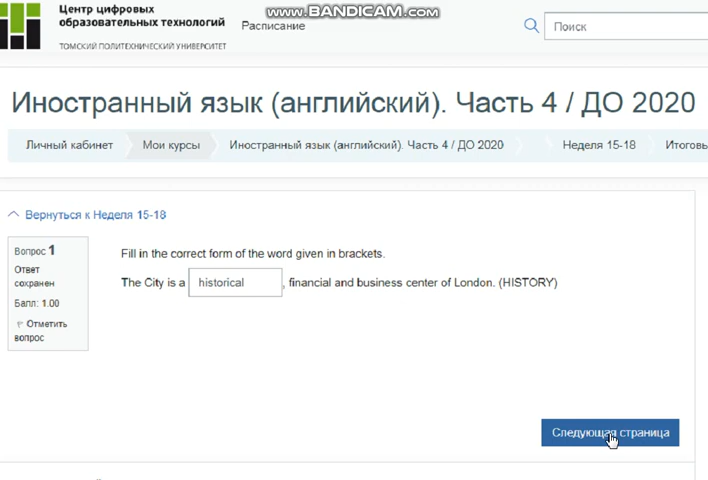 www.BANDICAM.com
Центр цифровых
образовательных технологий
ТОМСКИЙ ПОЛИТЕХНИЧЕСКИЙ УНИВЕРСИТЕТ
Расписание
Поиск
Иностранный язык (английский). Часть 4 / ДО 2020
Личный кабинет Мои курсы Иностранный язык (английский). Часть 4 / ДО 2020 Неделя 15-18 Итоговы
Вернуться к Неделя 15-18
Вопрос 1
Ответ
сохранен
Балл: 1.00
Отметить
вопрос
Fill in the correct form of the word given in brackets.
The City is a historical , financial and business center of London. (HISTORY)
Следующая страница